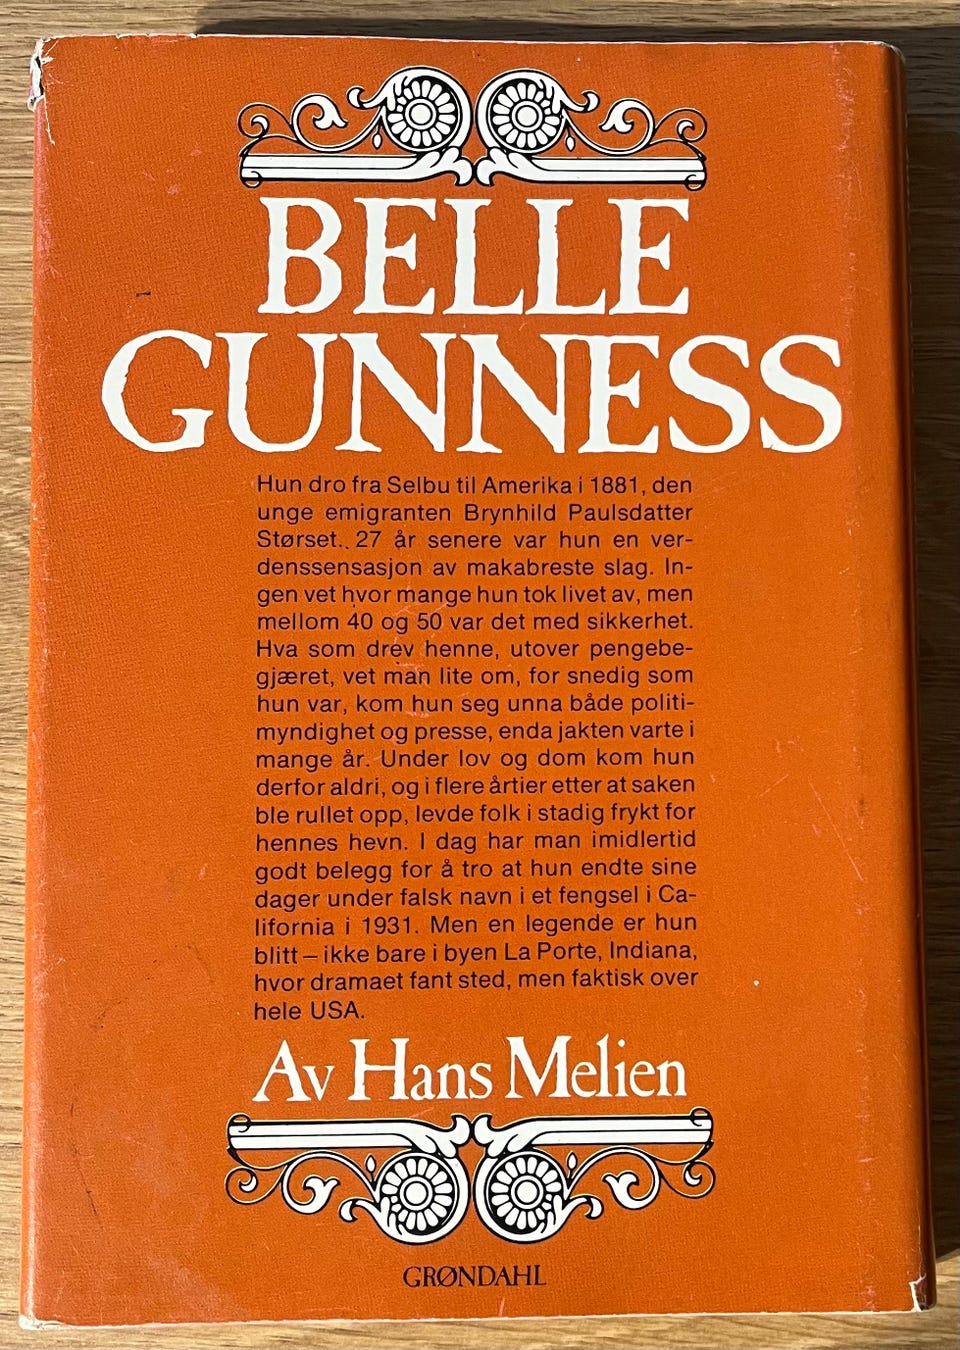 BELLE
GUNNESS
Hun dro fra Selbu til Amerika i 1881, den
unge emigranten Brynhild Paulsdatter
Størset. 27 år senere var hun en ver-
denssensasjon av makabreste slag. In-
gen vet hvor mange hun tok livet av, men
mellom 40 og 50 var det med sikkerhet.
Hva som drev henne, utover pengebe-
gjæret, vet man lite om, for snedig som
hun var, kom hun seg unna både politi-
myndighet og presse, enda jakten varte i
mange år. Under lov og dom kom hun
derfor aldri, og i flere årtier etter at saken
ble rullet opp, levde folk i stadig frykt for
hennes hevn. I dag har man imidlertid
godt belegg for å tro at hun endte sine
dager under falsk navn i et fengsel i Ca-
lifornia i 1931. Men en legende er hun
blitt – ikke bare i byen La Porte, Indiana,
hvor dramaet fant sted, men faktisk over
hele USA.
Av Hans Melien
GRØNDAHL